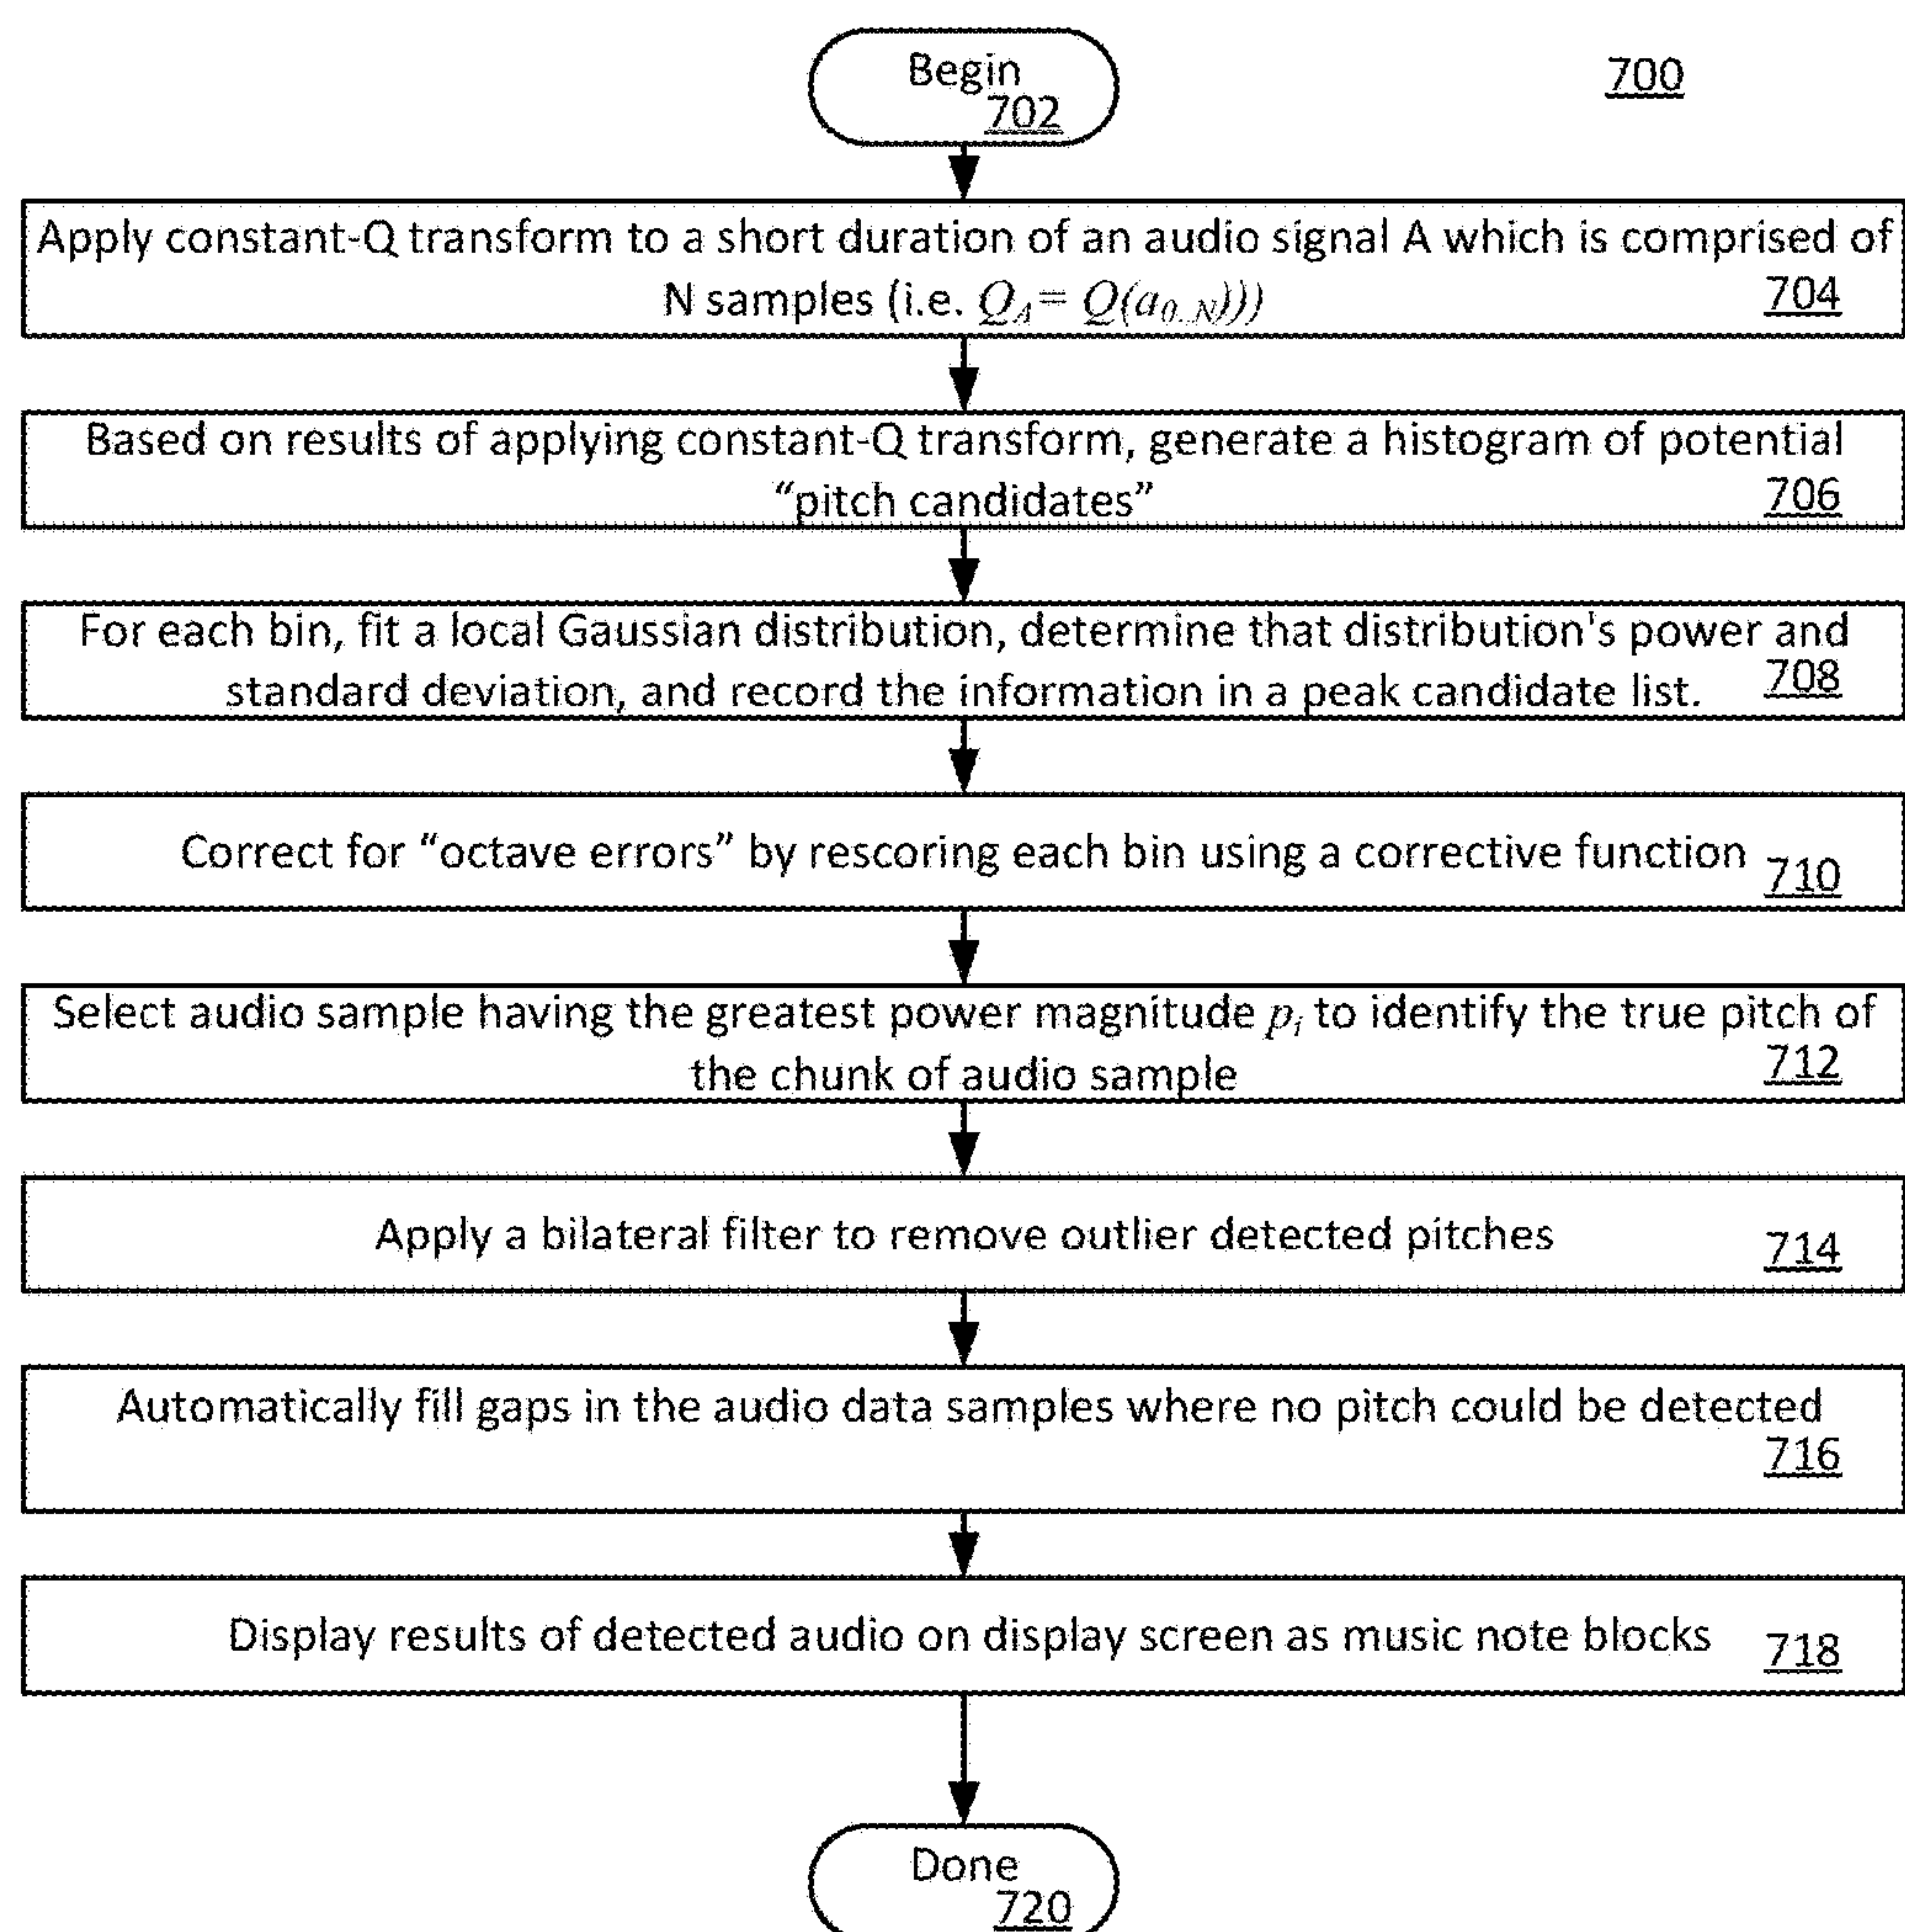 Begin
702
700
Apply constant-Q transform to a short duration of an audio signal A which is comprised of
N samples (i.e. Q_A = Q(a_{0..N})))
704
Based on results of applying constant-Q transform, generate a histogram of potential
“pitch candidates”
706
For each bin, fit a local Gaussian distribution, determine that distribution's power and
standard deviation, and record the information in a peak candidate list.
708
Correct for “octave errors” by rescoring each bin using a corrective function
710
Select audio sample having the greatest power magnitude p_i to identify the true pitch of
the chunk of audio sample
712
Apply a bilateral filter to remove outlier detected pitches
714
Automatically fill gaps in the audio data samples where no pitch could be detected
716
Display results of detected audio on display screen as music note blocks
718
Done
720